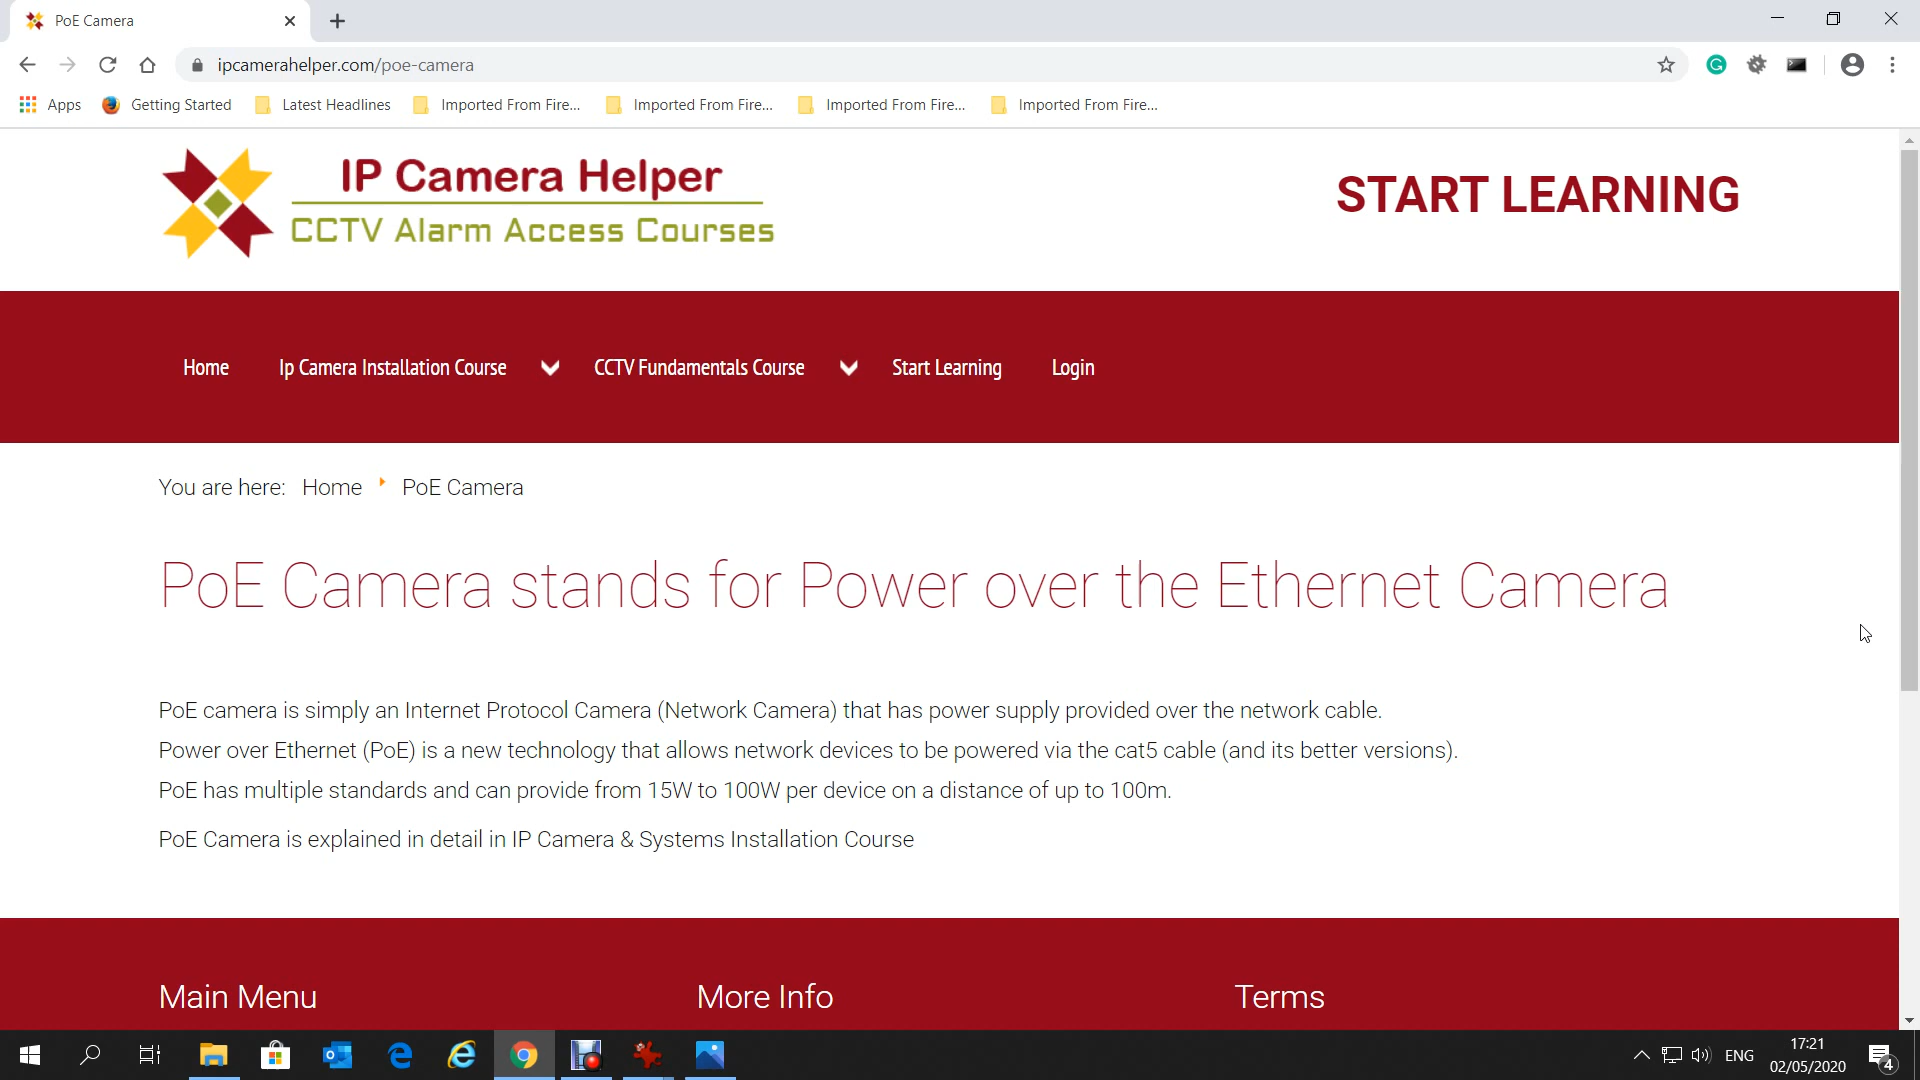 PoE Camera
ipcamerahelper.com/poe-camera
Apps
Getting Started
Latest Headlines
Imported From Fire...
Imported From Fire...
Imported From Fire...
Imported From Fire...
IP Camera Helper
CCTV Alarm Access Courses
START LEARNING
Home
Ip Camera Installation Course
CCTV Fundamentals Course
Start Learning
Login
You are here: Home PoE Camera
PoE Camera stands for Power over the Ethernet Camera
PoE camera is simply an Internet Protocol Camera (Network Camera) that has power supply provided over the network cable.
Power over Ethernet (PoE) is a new technology that allows network devices to be powered via the cat5 cable (and its better versions).
PoE has multiple standards and can provide from 15W to 100W per device on a distance of up to 100m.
PoE Camera is explained in detail in IP Camera & Systems Installation Course
Main Menu
More Info
Terms
ENG
17:21
02/05/2020
4